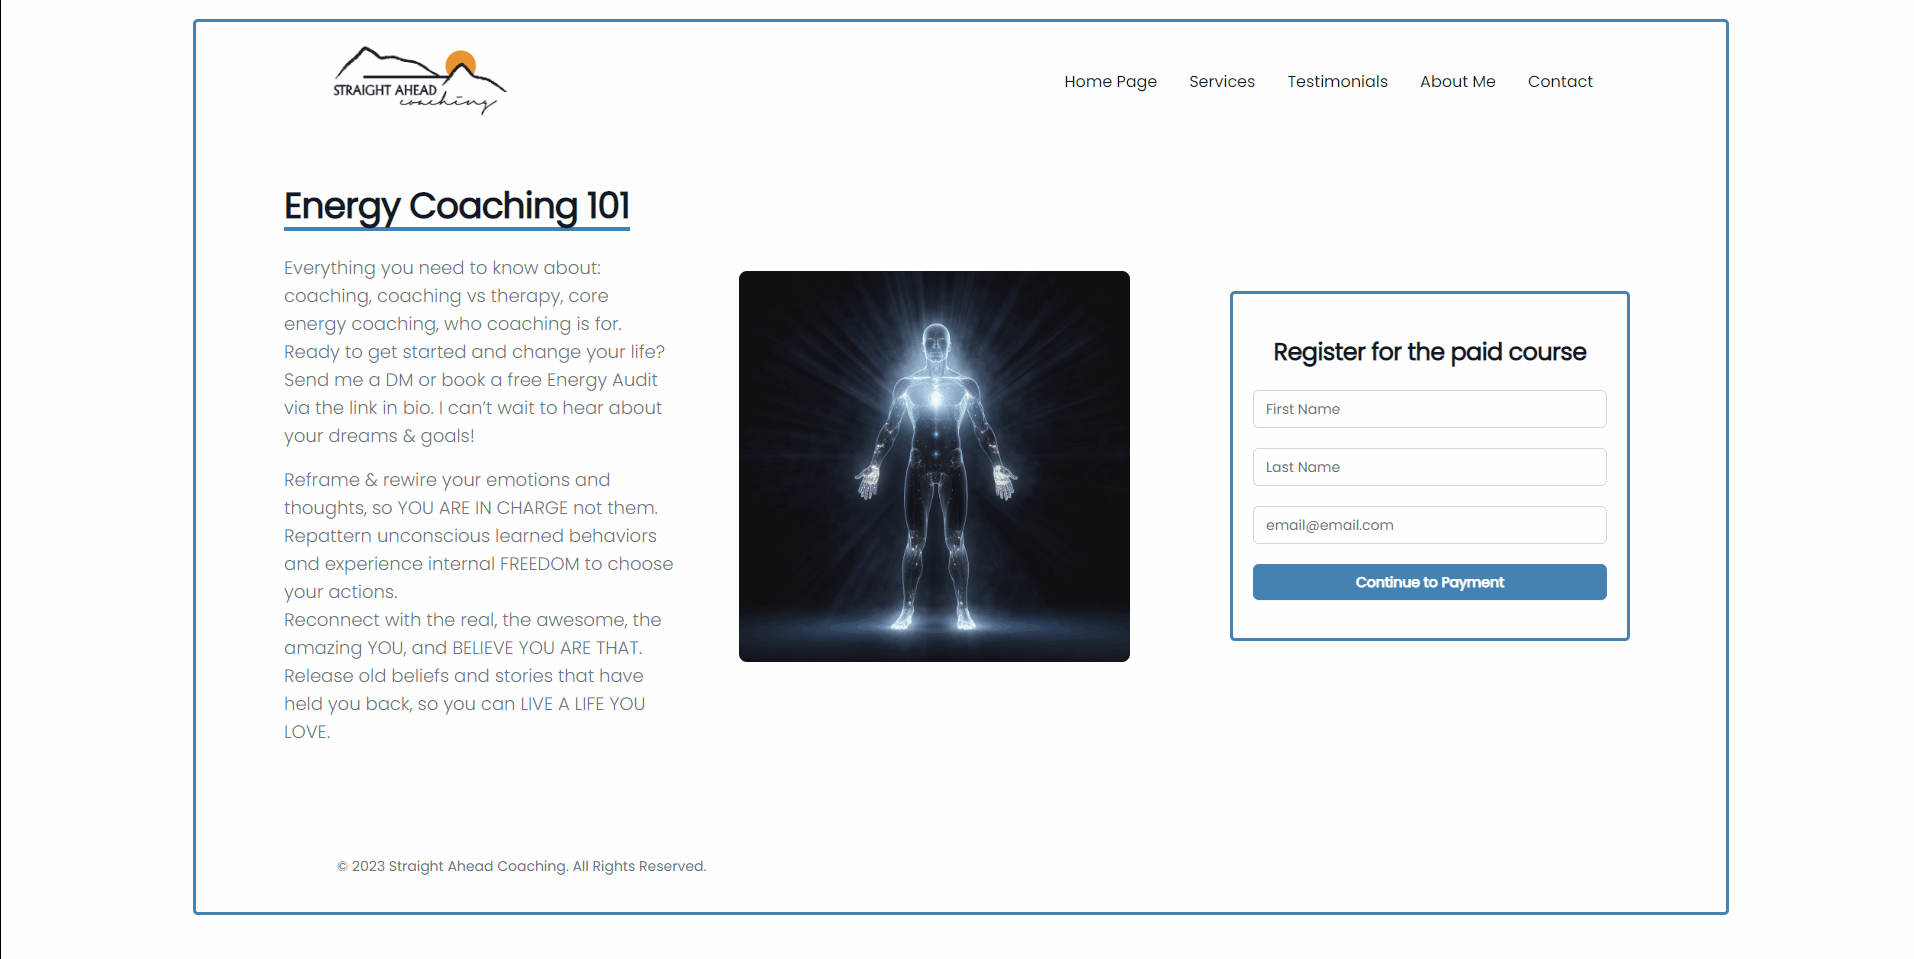 STRAIGHT AHEAD
coaching
Home Page Services Testimonials About Me Contact
Energy Coaching 101
Everything you need to know about:
coaching, coaching vs therapy, core
energy coaching, who coaching is for.
Ready to get started and change your life?
Send me a DM or book a free Energy Audit
via the link in bio. I can’t wait to hear about
your dreams & goals!
Reframe & rewire your emotions and
thoughts, so YOU ARE IN CHARGE not them.
Repattern unconscious learned behaviors
and experience internal FREEDOM to choose
your actions.
Reconnect with the real, the awesome, the
amazing YOU, and BELIEVE YOU ARE THAT.
Release old beliefs and stories that have
held you back, so you can LIVE A LIFE YOU
LOVE.
Register for the paid course
First Name
Last Name
email@email.com
Continue to Payment
© 2023 Straight Ahead Coaching. All Rights Reserved.